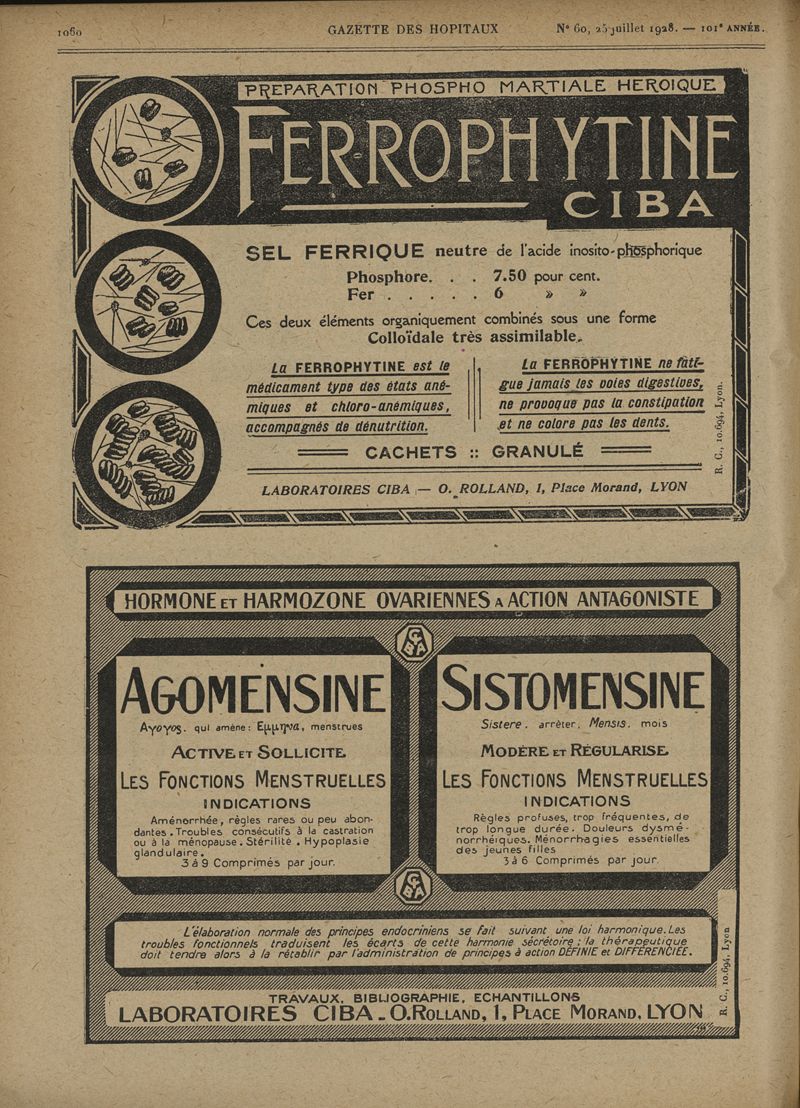 1060 GAZETTE DES HOPITAUX N° 60, 25 juillet 1928. — 101e ANNÉE.
PREPARATION PHOSPHO MARTIALE HEROIQUE
FERROPHYTINE
CIBA
SEL FERRIQUE neutre de l'acide inosito-phosphorique
Phosphore. . . 7.50 pour cent.
Fer . . . . . 6 » »
Ces deux éléments organiquement combinés sous une forme
Colloïdale très assimilable.
La FERROPHYTINE est le
médicament type des états ané-
miques et chloro-anémiques,
accompagnés de dénutrition.
La FERROPHYTINE ne fati-
gue jamais les voies digestives,
ne provoque pas la constipation
et ne colore pas les dents.
CACHETS :: GRANULÉ
LABORATOIRES CIBA — O. ROLLAND, 1, Place Morand, LYON
R. C., 10.694, Lyon.
HORMONE ET HARMOZONE OVARIENNES A ACTION ANTAGONISTE
CIBA
AGOMENSINE
Αγογος. qui amène: Εμμηνα, menstrues
ACTIVE ET SOLLICITE
LES FONCTIONS MENSTRUELLES
INDICATIONS
Aménorrhée, règles rares ou peu abon-
dantes. Troubles consécutifs à la castration
ou à la ménopause. Stérilité. Hypoplasie
glandulaire.
3 à 9 Comprimés par jour.
SISTOMENSINE
Sistere. arrêter. Mensis. mois
MODÈRE ET RÉGULARISE
LES FONCTIONS MENSTRUELLES
INDICATIONS
Règles profuses, trop fréquentes, de
trop longue durée. Douleurs dysmé-
norrhéiques. Ménorrhagies essentielles
des jeunes filles
3 à 6 Comprimés par jour
CIBA
L'élaboration normale des principes endocriniens se fait suivant une loi harmonique. Les
troubles fonctionnels traduisent les écarts de cette harmonie sécrétoire; la thérapeutique
doit tendre alors à la rétablir par l'administration de principes à action DÉFINIE et DIFFÉRENCIÉE.
TRAVAUX, BIBLIOGRAPHIE, ECHANTILLONS
LABORATOIRES CIBA - O. ROLLAND, 1, PLACE MORAND, LYON
R. C., 10.694, Lyon